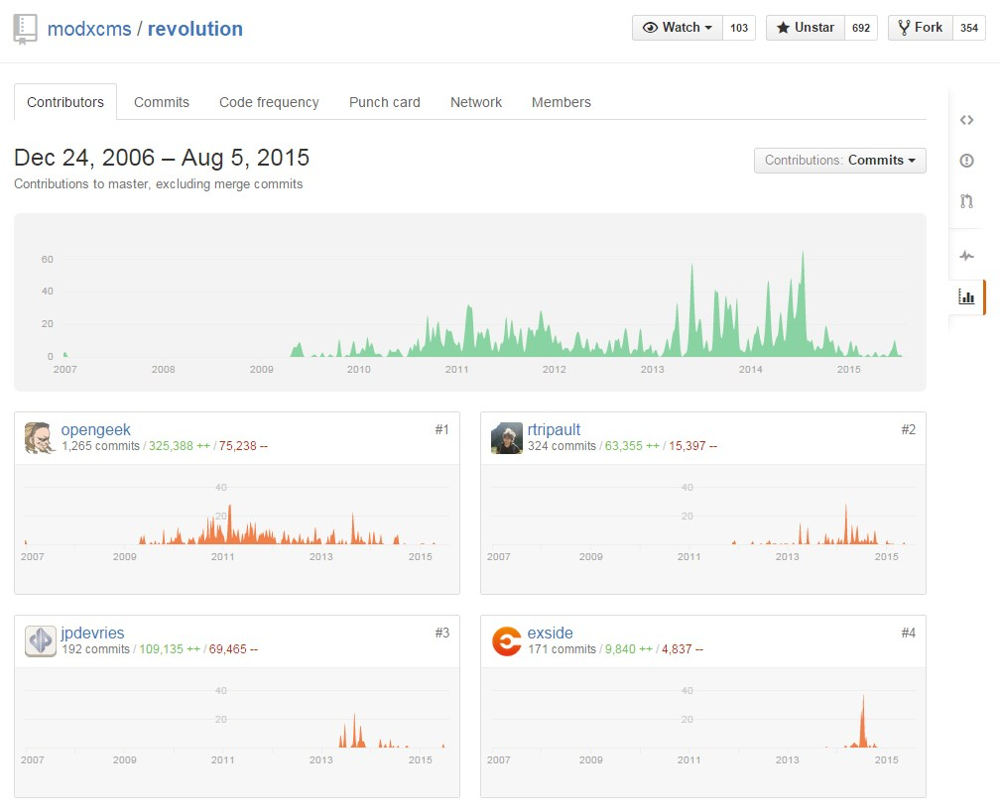 modxcms / revolution
Watch 103 Unstar 692 Fork 354
Contributors Commits Code frequency Punch card Network Members
Dec 24, 2006 – Aug 5, 2015
Contributions: Commits
Contributions to master, excluding merge commits
60
40
20
0
2007 2008 2009 2010 2011 2012 2013 2014 2015
opengeek #1
1,265 commits / 325,388 ++ / 75,238 --
40
20
2007 2009 2011 2013 2015
rtripault #2
324 commits / 63,355 ++ / 15,397 --
40
20
2007 2009 2011 2013 2015
jpdevries #3
192 commits / 109,135 ++ / 69,465 --
40
20
2007 2009 2011 2013 2015
exside #4
171 commits / 9,840 ++ / 4,837 --
40
20
2007 2009 2011 2013 2015